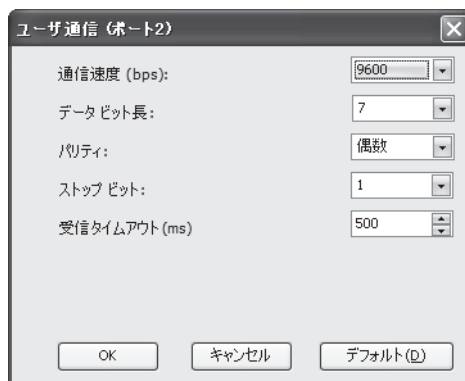 ユーザ通信 (ポート2)
通信速度 (bps): 9600
データ ビット長: 7
パリティ: 偶数
ストップ ビット: 1
受信タイムアウト(ms) 500
OK キャンセル デフォルト(D)